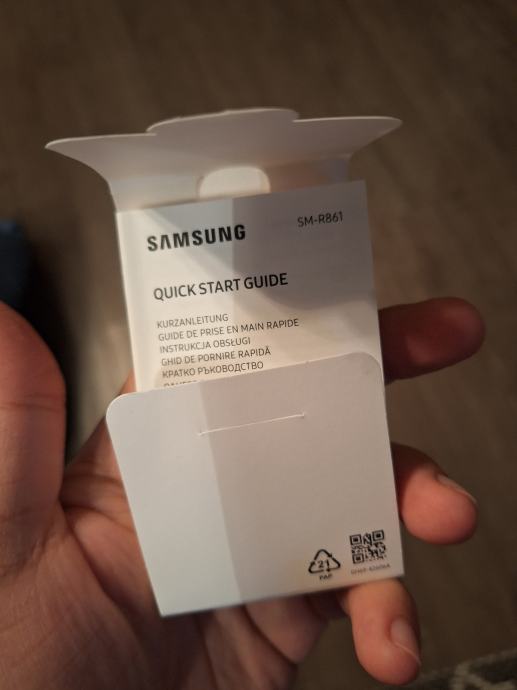 SAMSUNG
SM-R861
QUICK START GUIDE
KURZANLEITUNG
GUIDE DE PRISE EN MAIN RAPIDE
INSTRUKCJA OBSŁUGI
GHID DE PORNIRE RAPIDĂ
КРАТКО РЪКОВОДСТВО
21
PAP